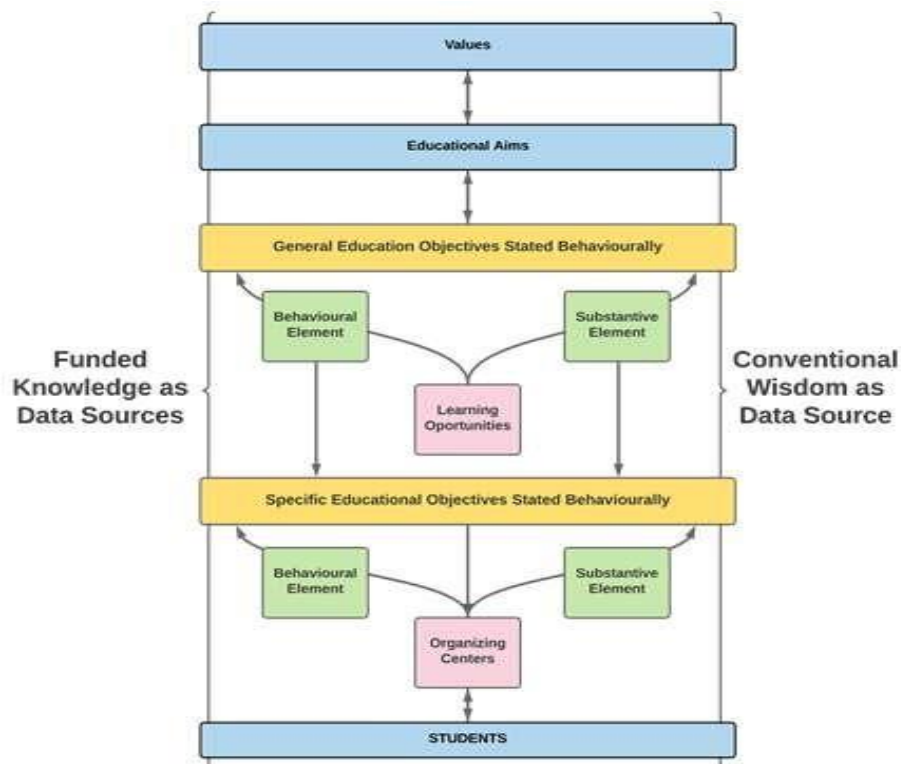 Values
Educational Aims
General Education Objectives Stated Behaviourally
Behavioural
Element
Substantive
Element
Funded
Knowledge as
Data Sources
Conventional
Wisdom as
Data Source
Learning
Oportunities
Specific Educational Objectives Stated Behaviourally
Behavioural
Element
Substantive
Element
Organizing
Centers
STUDENTS